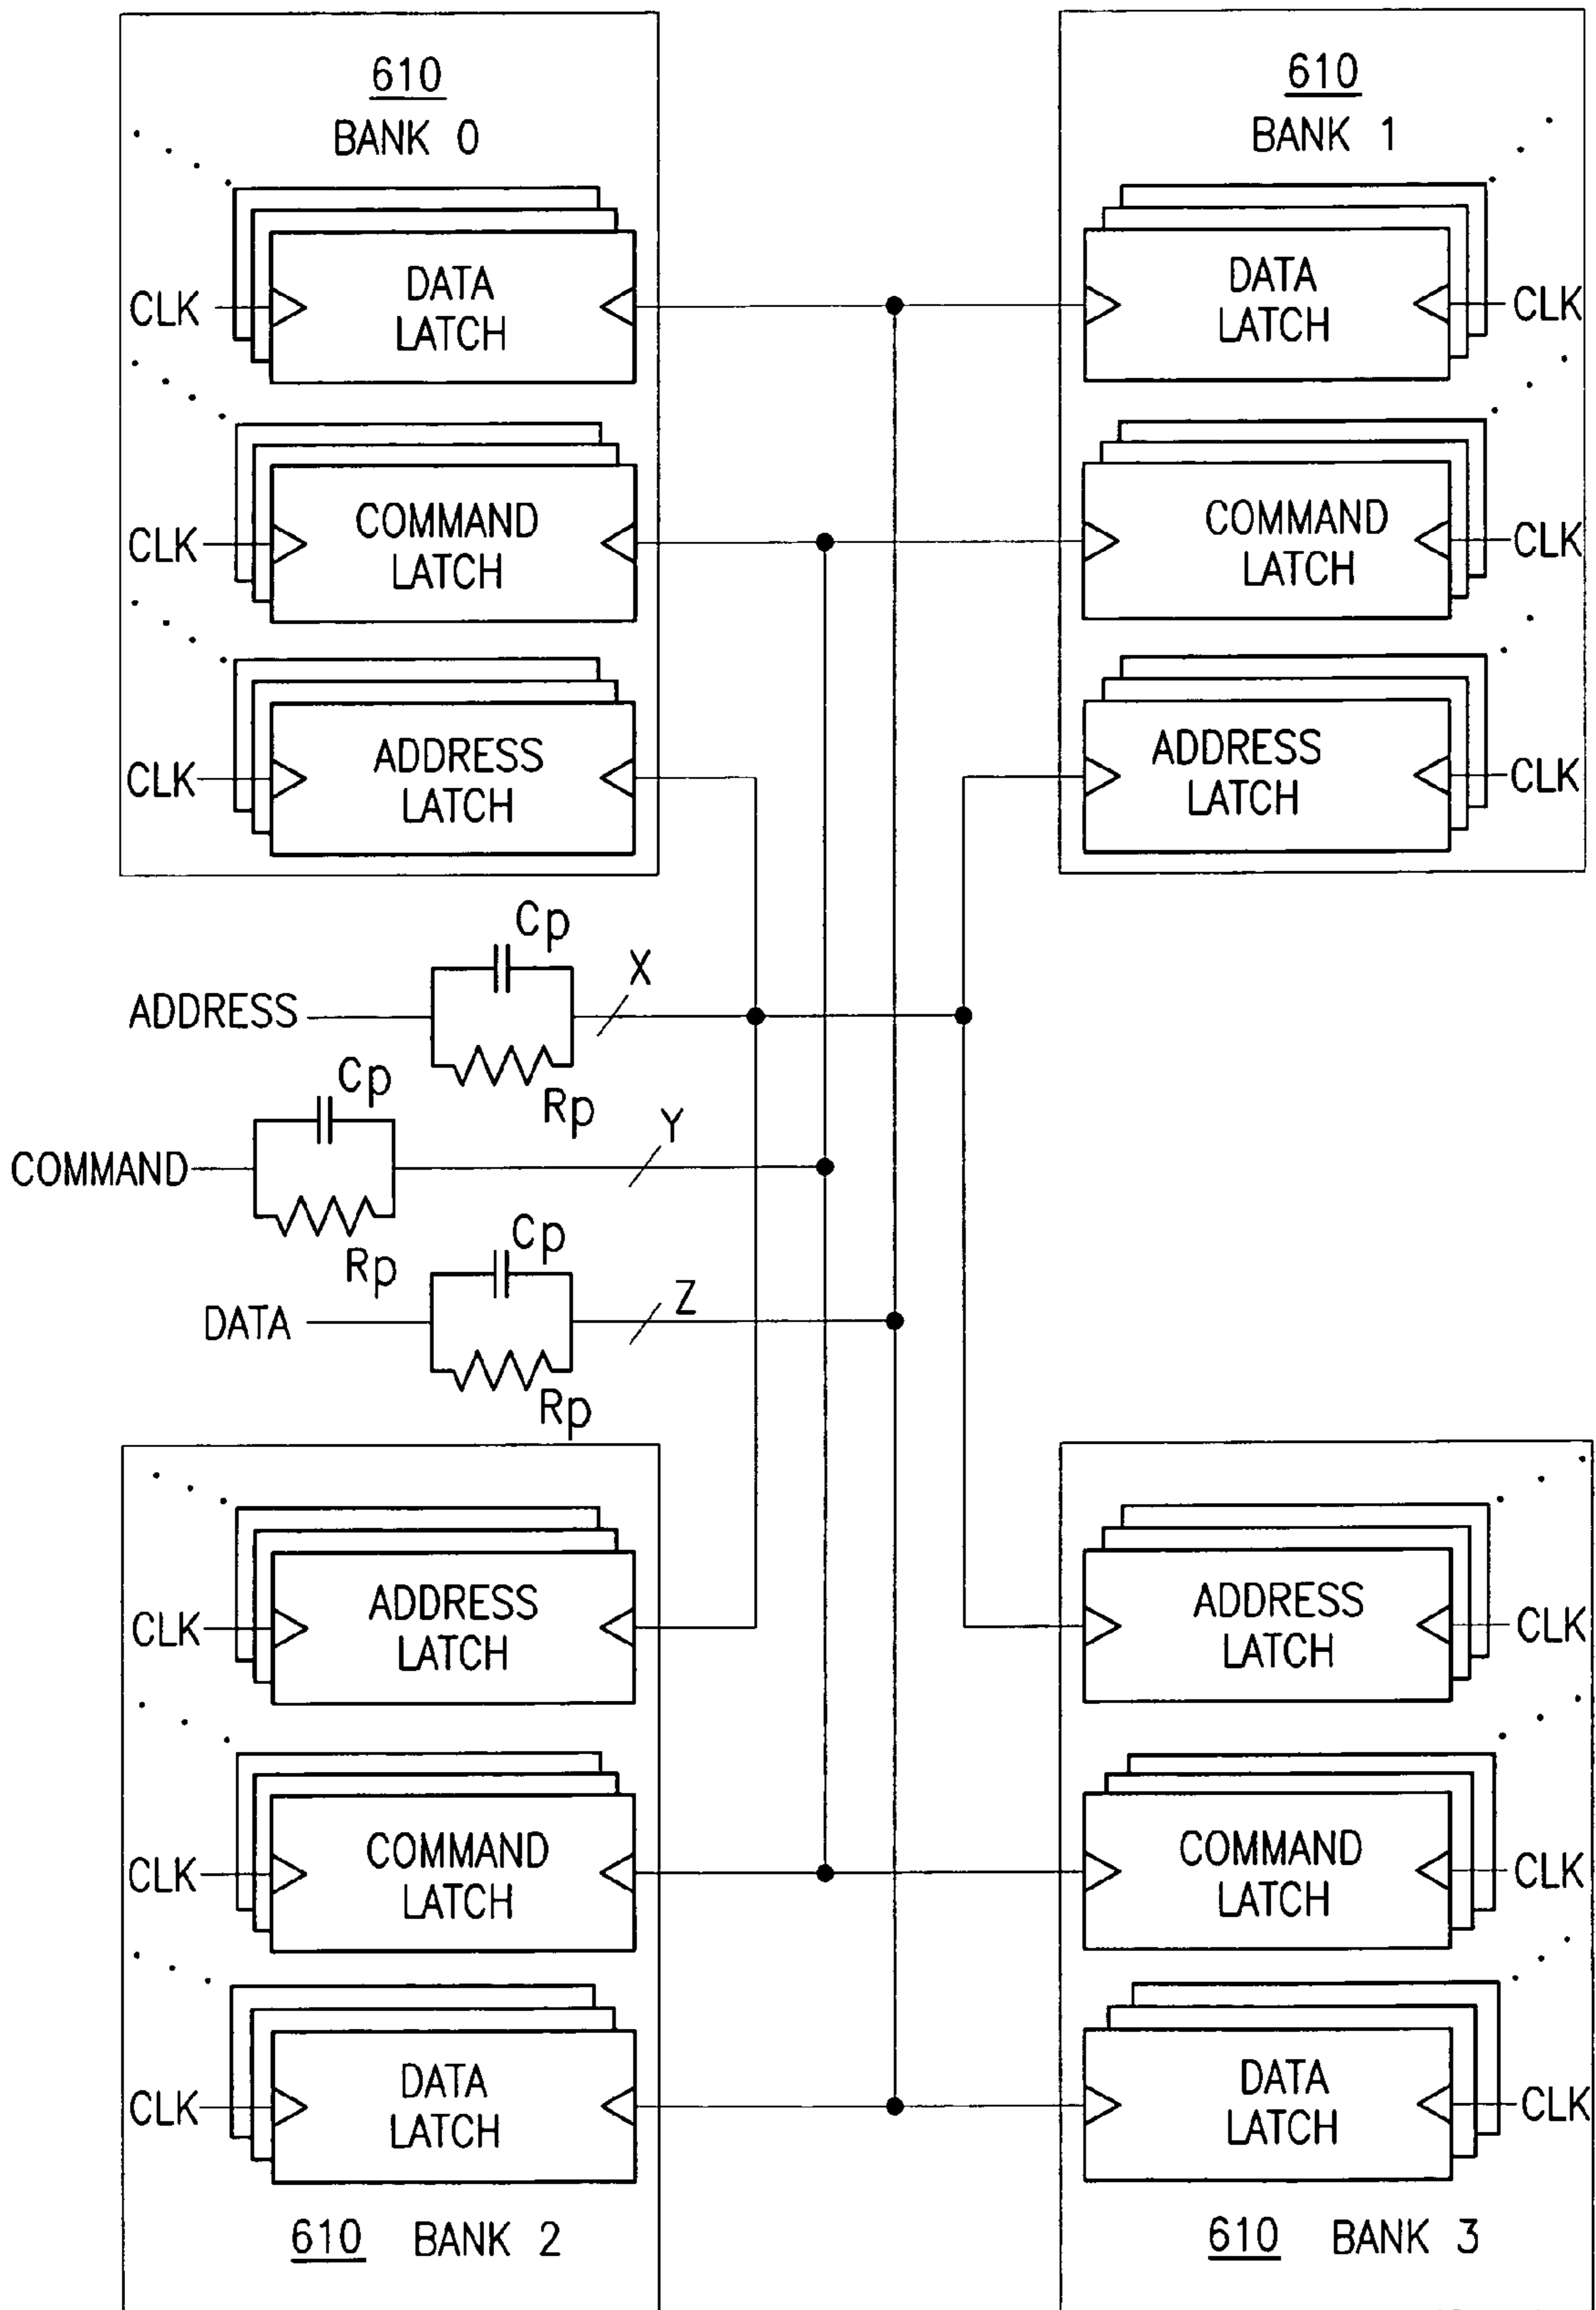 610
BANK 0
CLK
DATA
LATCH
CLK
COMMAND
LATCH
CLK
ADDRESS
LATCH
610
BANK 1
DATA
LATCH
CLK
COMMAND
LATCH
CLK
ADDRESS
LATCH
CLK
ADDRESS
Cp
Rp
X
COMMAND
Cp
Rp
Y
DATA
Cp
Rp
Z
CLK
ADDRESS
LATCH
CLK
COMMAND
LATCH
CLK
DATA
LATCH
610 BANK 2
ADDRESS
LATCH
CLK
COMMAND
LATCH
CLK
DATA
LATCH
CLK
610 BANK 3